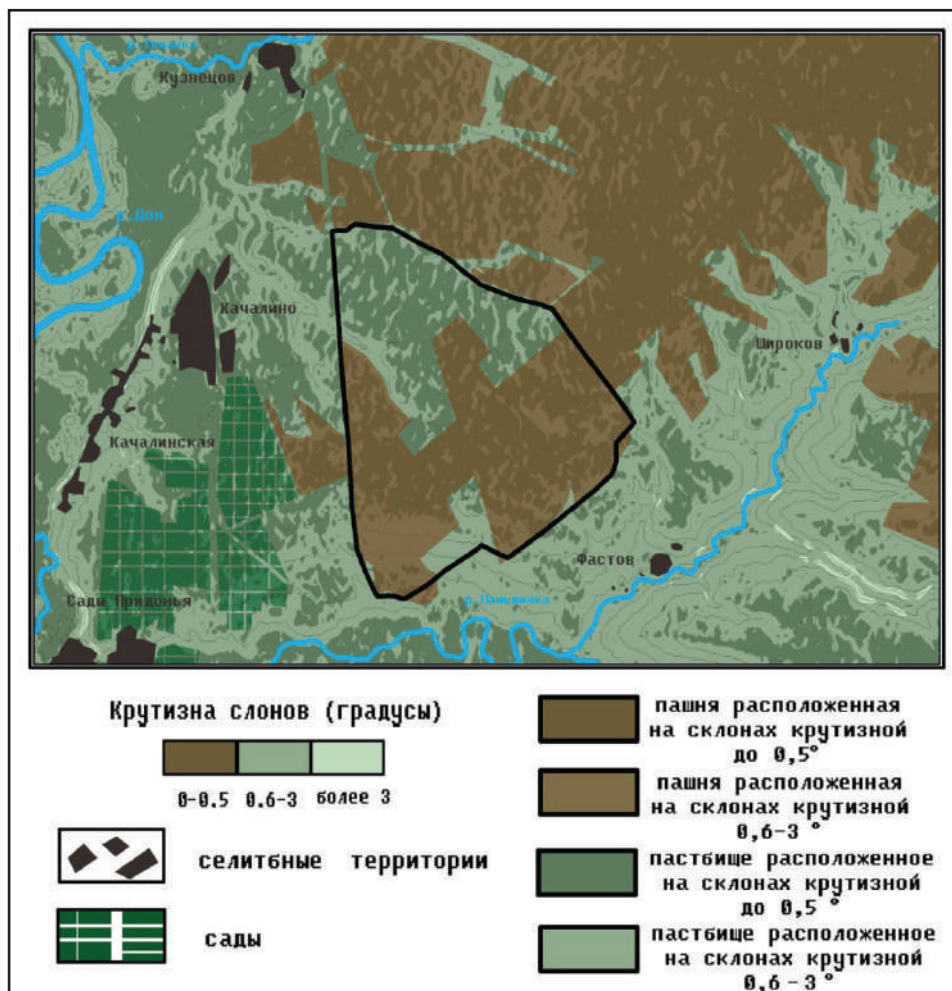 Кузнецов
р.Дон
Качалино
Широков
Качалинская
Фастов
Сады Придонья
р.Паньшинка
Крутизна слонов (градусы)
0-0.5 0.6-3 более 3
селитбные территории
сады
пашня расположенная
на склонах крутизной
до 0,5°
пашня расположенная
на склонах крутизной
0,6-3 °
пастбище расположенное
на склонах крутизной
до 0,5 °
пастбище расположенное
на склонах крутизной
0,6 - 3 °